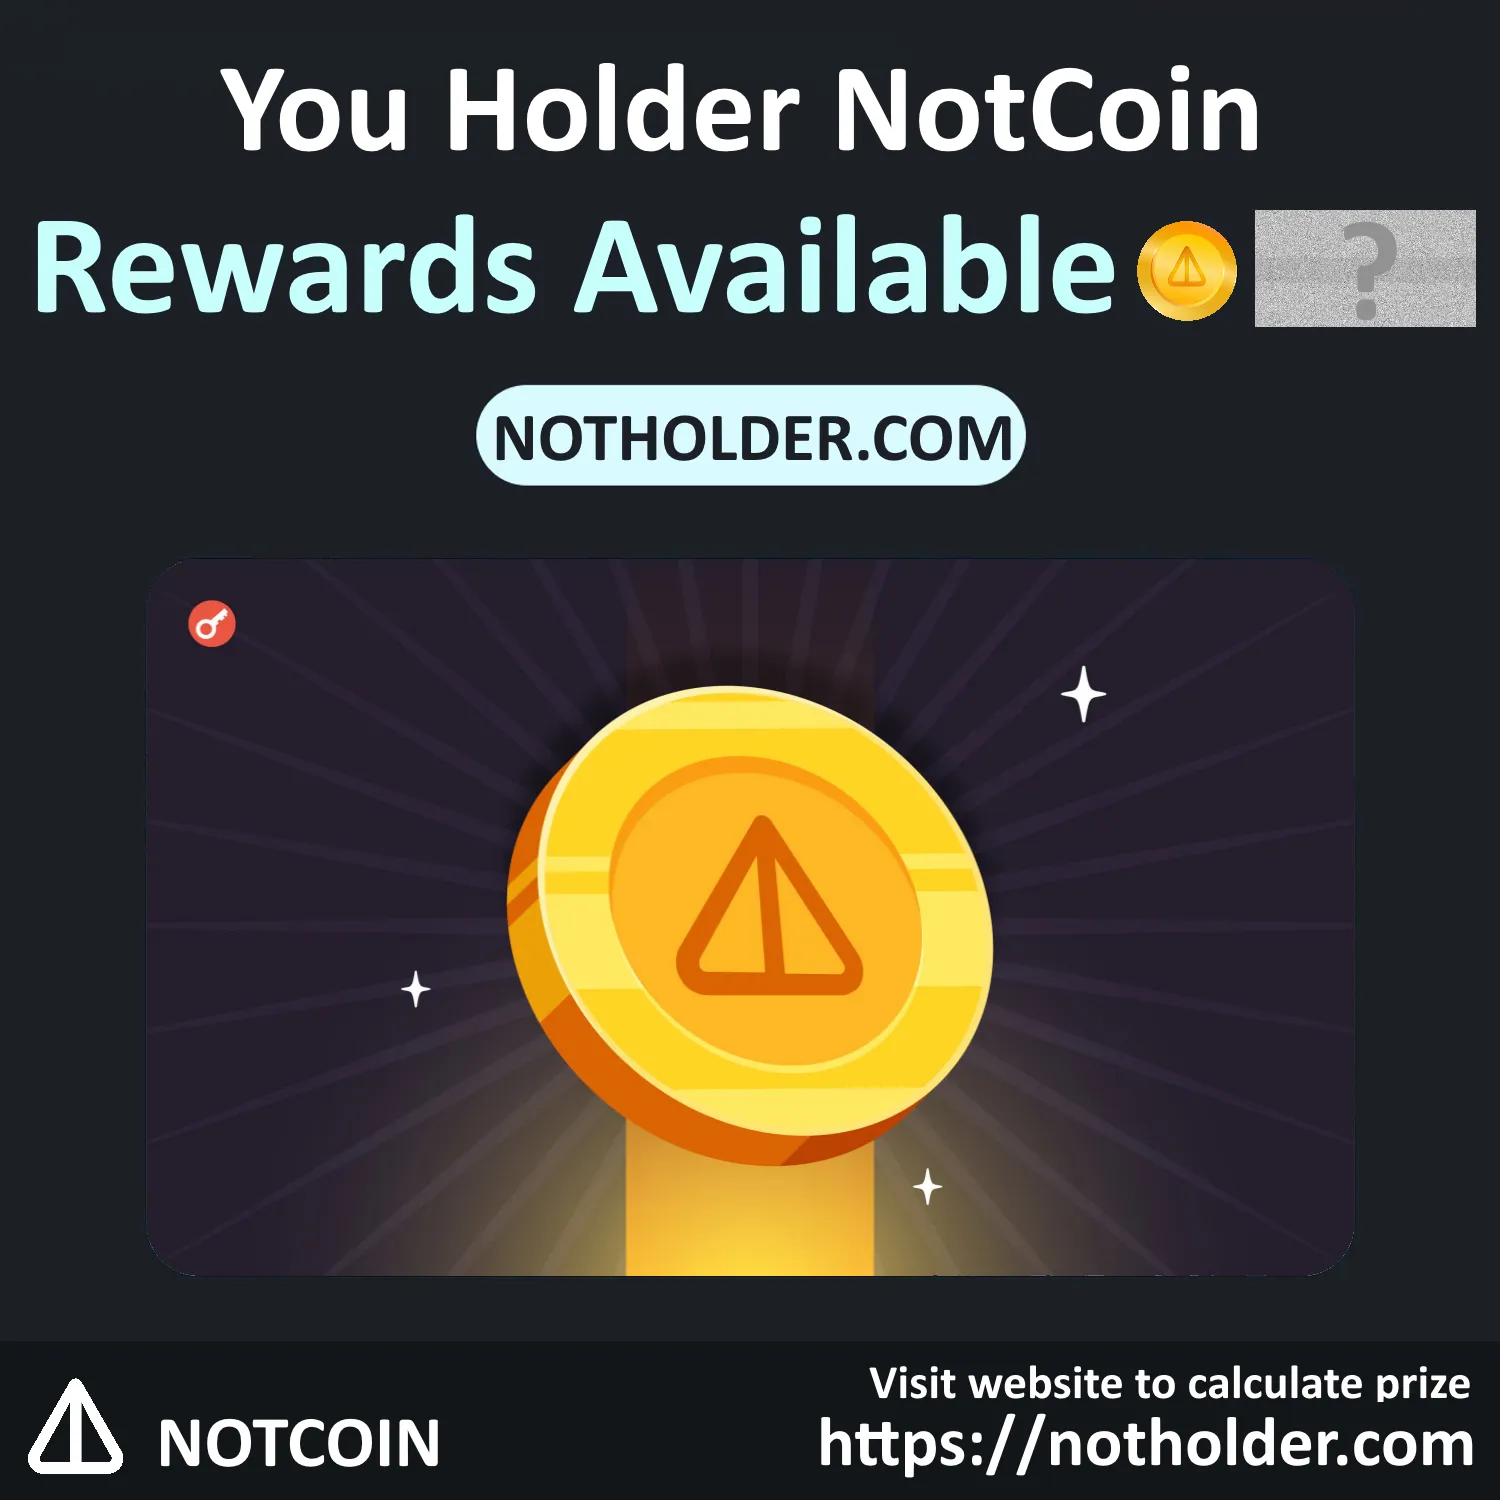 You Holder NotCoin
Rewards Available ?
NOTHOLDER.COM
NOTCOIN
Visit website to calculate prize
https://notholder.com